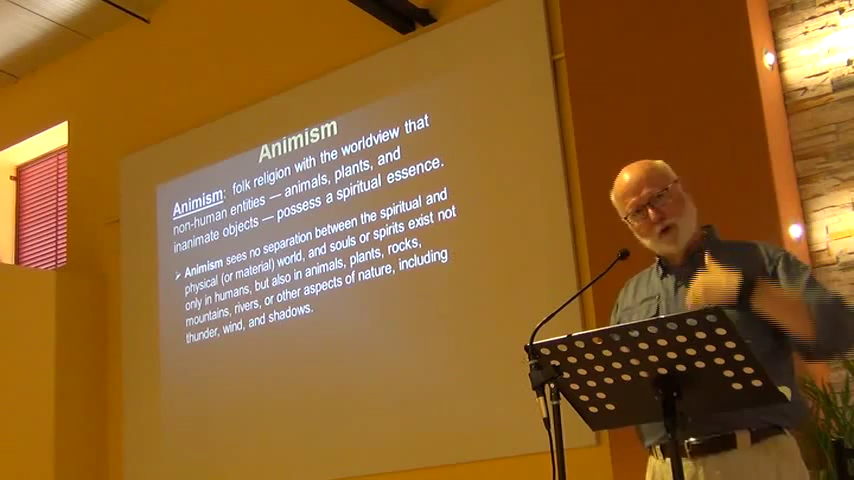 Animism
Animism: folk religion with the worldview that
non-human entities — animals, plants, and
inanimate objects — possess a spiritual essence.
➢ Animism sees no separation between the spiritual and
physical (or material) world, and souls or spirits exist not
only in humans, but also in animals, plants, rocks,
mountains, rivers, or other aspects of nature, including
thunder, wind, and shadows.